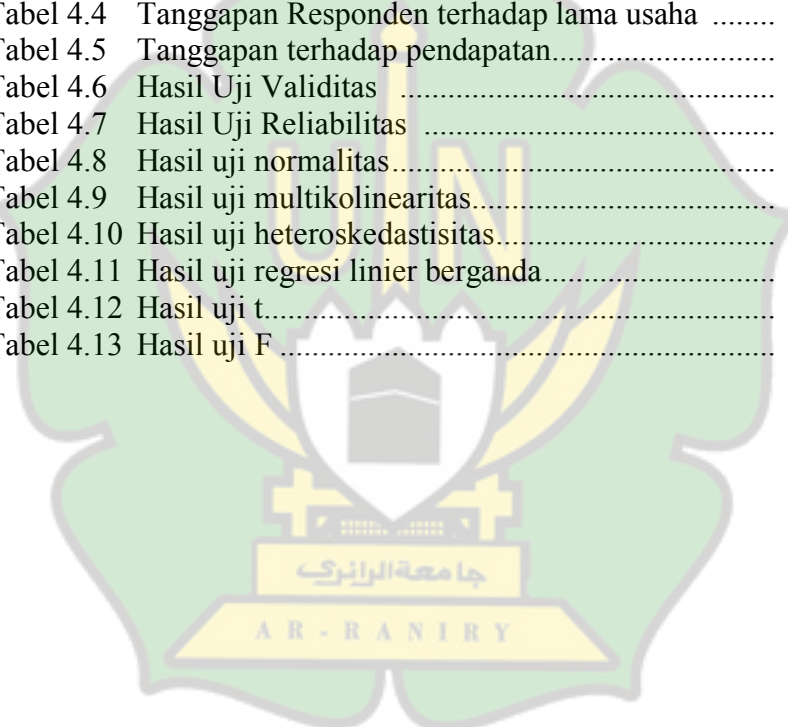 Tabel 4.4 Tanggapan Responden terhadap lama usaha ........
Tabel 4.5 Tanggapan terhadap pendapatan............................
Tabel 4.6 Hasil Uji Validitas ...............................................
Tabel 4.7 Hasil Uji Reliabilitas ............................................
Tabel 4.8 Hasil uji normalitas................................................
Tabel 4.9 Hasil uji multikolinearitas......................................
Tabel 4.10 Hasil uji heteroskedastisitas...................................
Tabel 4.11 Hasil uji regresi linier berganda.............................
Tabel 4.12 Hasil uji t................................................................
Tabel 4.13 Hasil uji F ..............................................................
UIN
جامعةالرانري
AR-RANIRY